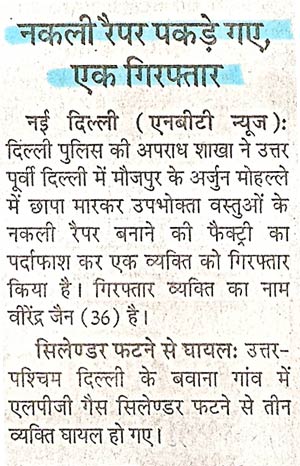 नकली रैपर पकड़े गए,
एक गिरफ्तार
नई दिल्ली (एनबीटी न्यूज):
दिल्ली पुलिस की अपराध शाखा ने उत्तर
पूर्वी दिल्ली में मौजपुर के अर्जुन मोहल्ले
में छापा मारकर उपभोक्ता वस्तुओं के
नकली रैपर बनाने की फैक्ट्री का
पर्दाफाश कर एक व्यक्ति को गिरफ्तार
किया है। गिरफ्तार व्यक्ति का नाम
वीरेंद्र जैन (36) है।
सिलेण्डर फटने से घायल: उत्तर-
पश्चिम दिल्ली के बवाना गांव में
एलपीजी गैस सिलेण्डर फटने से तीन
व्यक्ति घायल हो गए।